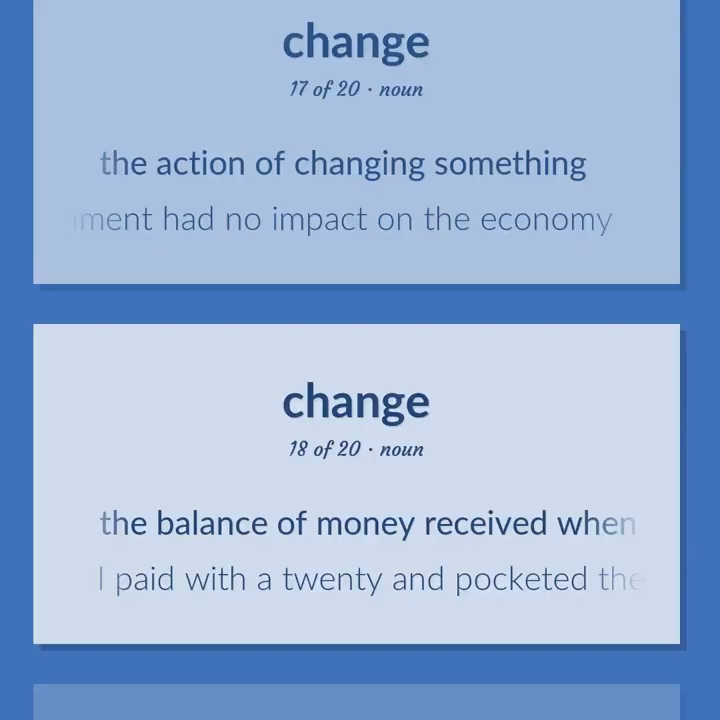 change
17 of 20 · noun
the action of changing something
had no impact on the economy
change
18 of 20 · noun
the balance of money received when
I paid with a twenty and pocketed the